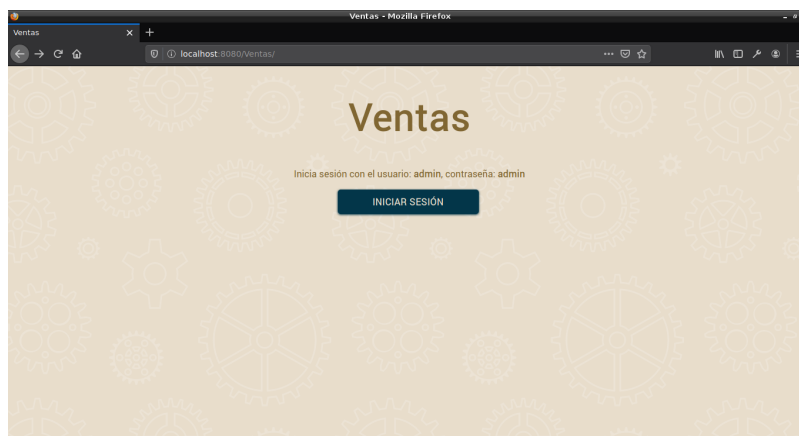 Ventas - Mozilla Firefox
Ventas
localhost:8080/Ventas/
Ventas
Inicia sesión con el usuario: admin, contraseña: admin
INICIAR SESIÓN